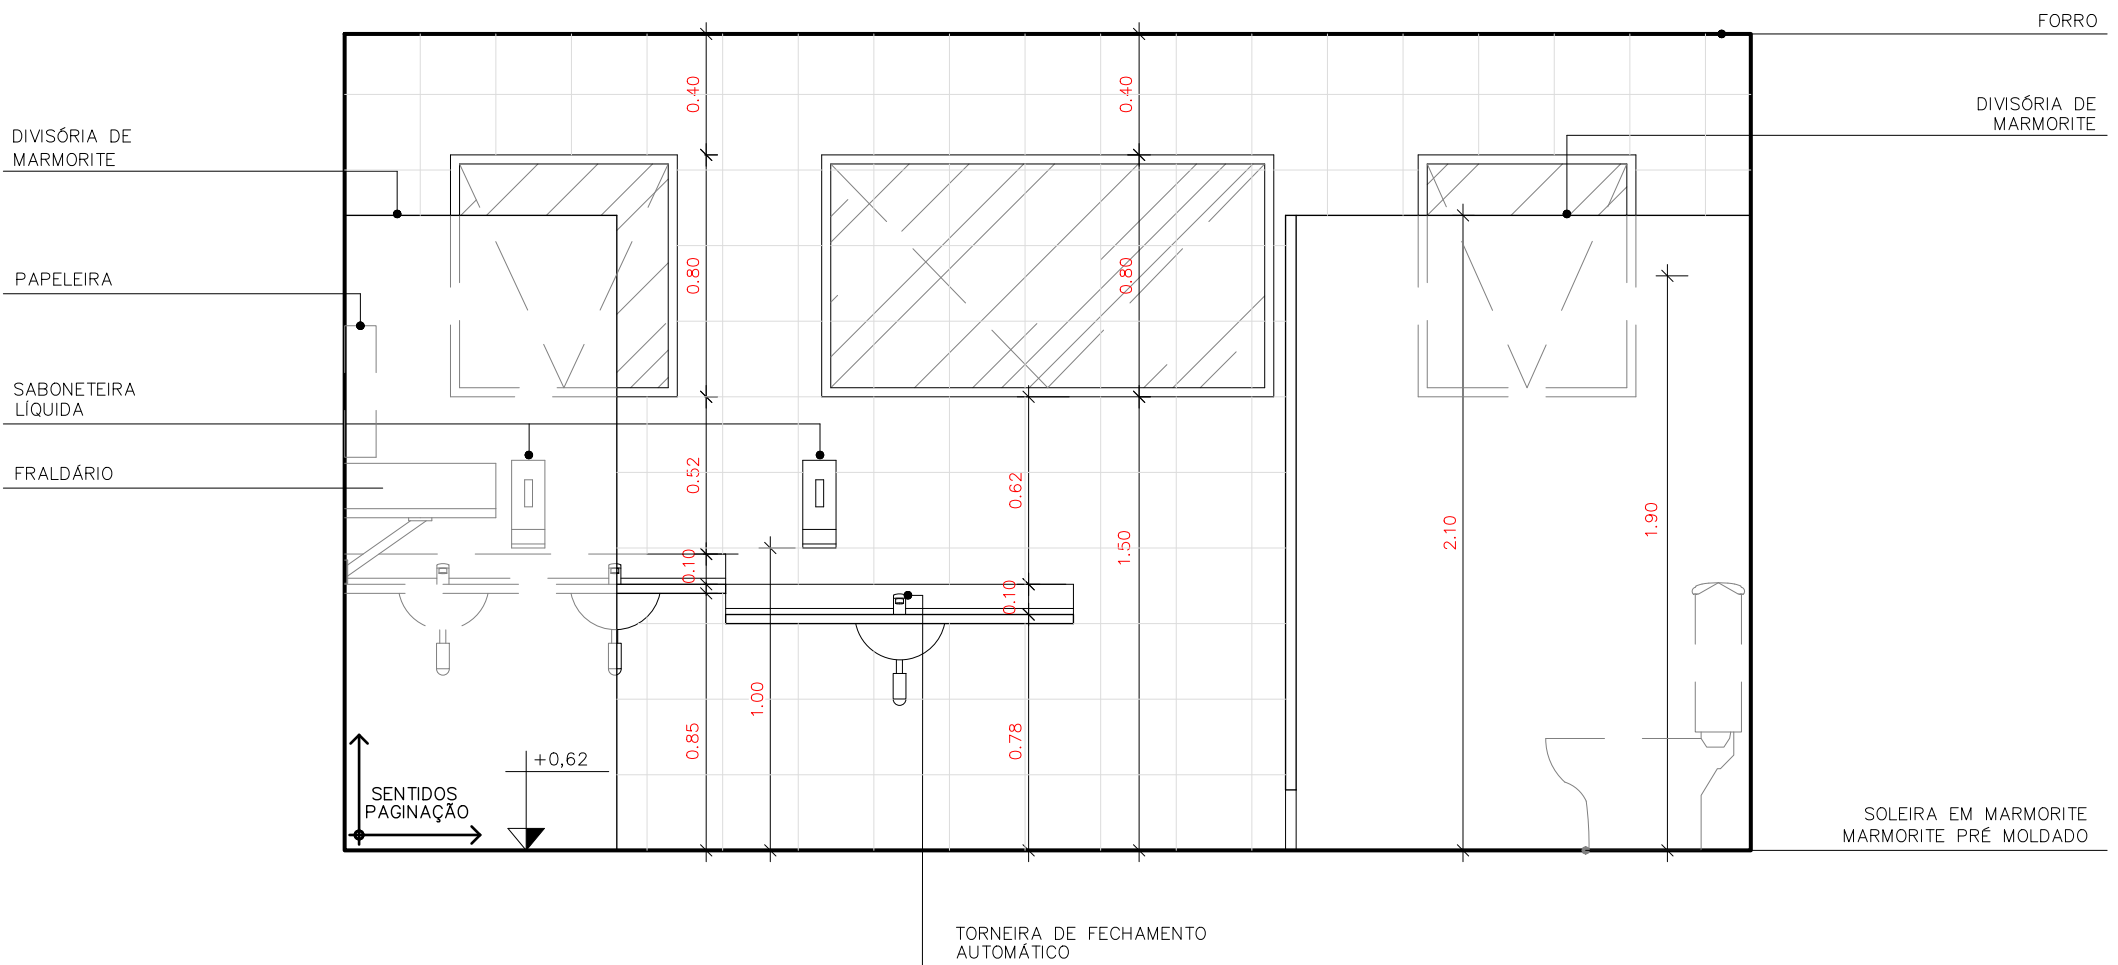 FORRO
DIVISÓRIA DE
MARMORITE
DIVISÓRIA DE
MARMORITE
PAPELEIRA
SABONETEIRA
LÍQUIDA
FRALDÁRIO
0.40
0.40
0.80
0.80
0.52
0.62
0.10
0.10
1.50
2.10
1.90
1.00
0.85
0.78
+0,62
SENTIDOS
PAGINAÇÃO
SOLEIRA EM MARMORITE
MARMORITE PRÉ MOLDADO
TORNEIRA DE FECHAMENTO
AUTOMÁTICO